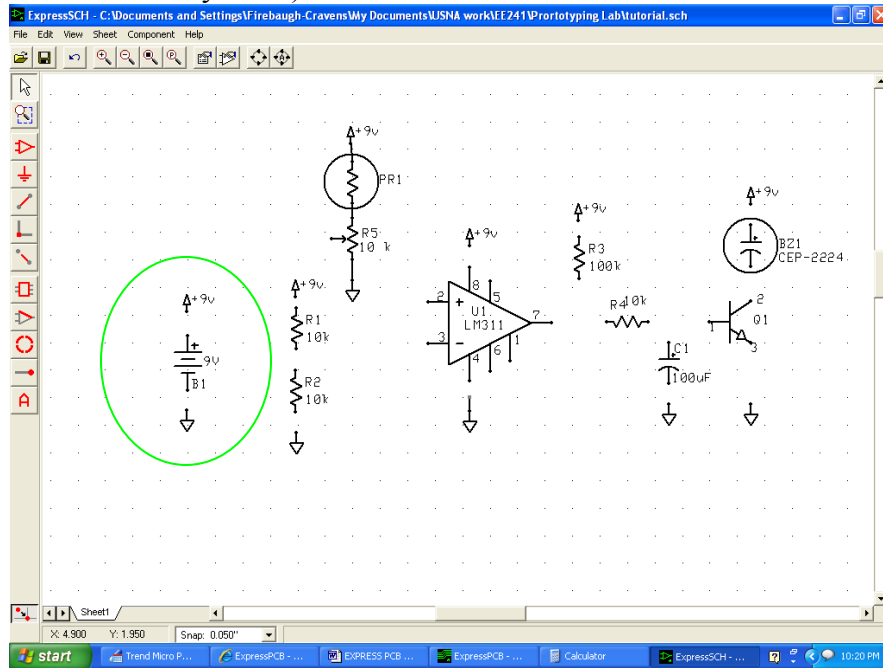 ExpressSCH - C:\Documents and Settings\Firebaugh-Cravens\My Documents\USNA work\EE241\Prortotyping Lab\tutorial.sch
File Edit View Sheet Component Help
+9v
PR1
R5
10 k
+9v
BZ1
CEP-2224
+9v
R3
100k
+9v
8
5
2
+
U1
LM311
7
3
-
4
6
1
+9v
R1
10k
R2
10k
+9v
+
9V
B1
R4 10k
C1
100uF
2
Q1
1
3
A
Sheet1
X: 4.900 Y: 1.950 Snap: 0.050"
start Trend Micro P... ExpressPCB - ... EXPRESS PCB ... ExpressPCB - ... Calculator ExpressSCH - ... 10:20 PM